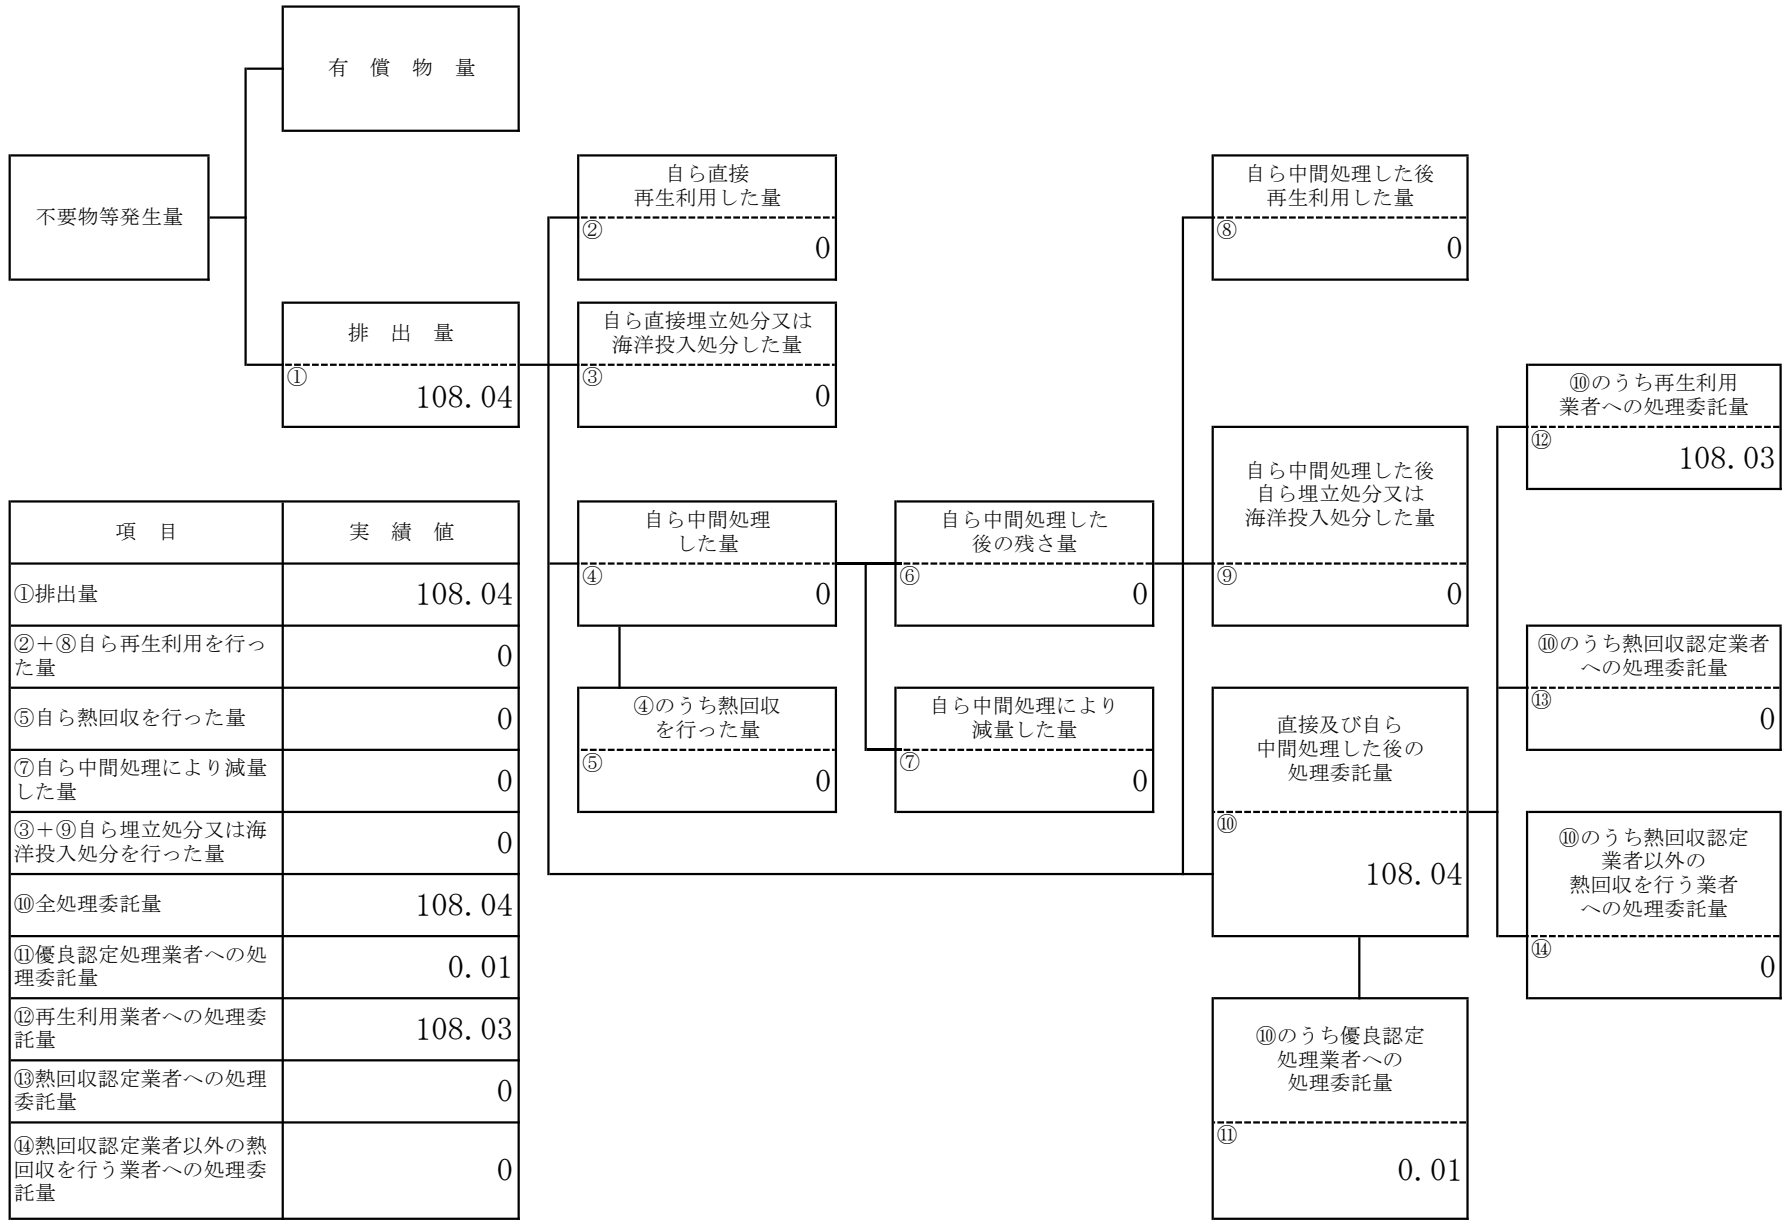 有 償 物 量
不要物等発生量
排 出 量
①
108.04
自ら直接
再生利用した量
②
0
自ら直接埋立処分又は
海洋投入処分した量
③
0
自ら中間処理
した量
④
0
④のうち熱回収
を行った量
⑤
0
自ら中間処理した
後の残さ量
⑥
0
自ら中間処理により
減量した量
⑦
0
自ら中間処理した後
再生利用した量
⑧
0
自ら中間処理した後
自ら埋立処分又は
海洋投入処分した量
⑨
0
直接及び自ら
中間処理した後の
処理委託量
⑩
108.04
⑩のうち優良認定
処理業者への
処理委託量
⑪
0.01
⑩のうち再生利用
業者への処理委託量
⑫
108.03
⑩のうち熱回収認定業者
への処理委託量
⑬
0
⑩のうち熱回収認定
業者以外の
熱回収を行う業者
への処理委託量
⑭
0
項 目
実 績 値
①排出量
108.04
②＋⑧自ら再生利用を行っ
た量
0
⑤自ら熱回収を行った量
0
⑦自ら中間処理により減量
した量
0
③＋⑨自ら埋立処分又は海
洋投入処分を行った量
0
⑩全処理委託量
108.04
⑪優良認定処理業者への処
理委託量
0.01
⑫再生利用業者への処理委
託量
108.03
⑬熱回収認定業者への処理
委託量
0
⑭熱回収認定業者以外の熱
回収を行う業者への処理委
託量
0